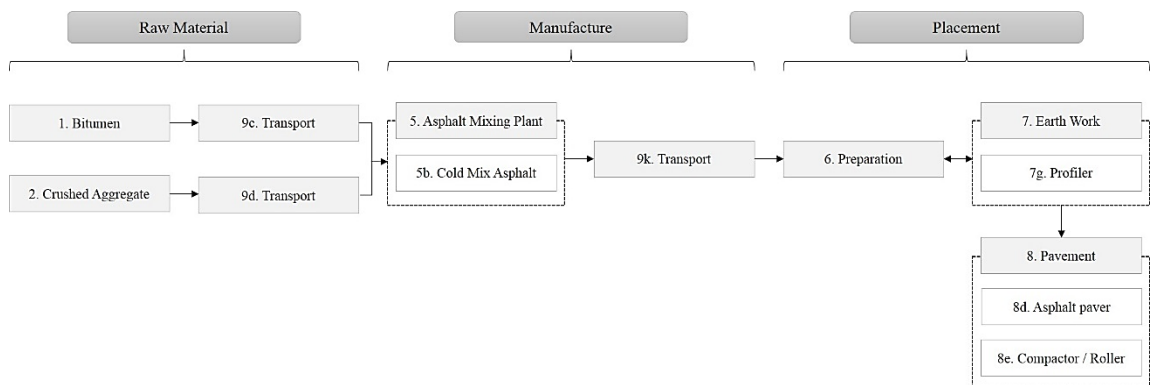 Raw Material
Manufacture
Placement
1. Bitumen
9c. Transport
5. Asphalt Mixing Plant
7. Earth Work
5b. Cold Mix Asphalt
9k. Transport
6. Preparation
7g. Profiler
2. Crushed Aggregate
9d. Transport
8. Pavement
8d. Asphalt paver
8e. Compactor / Roller